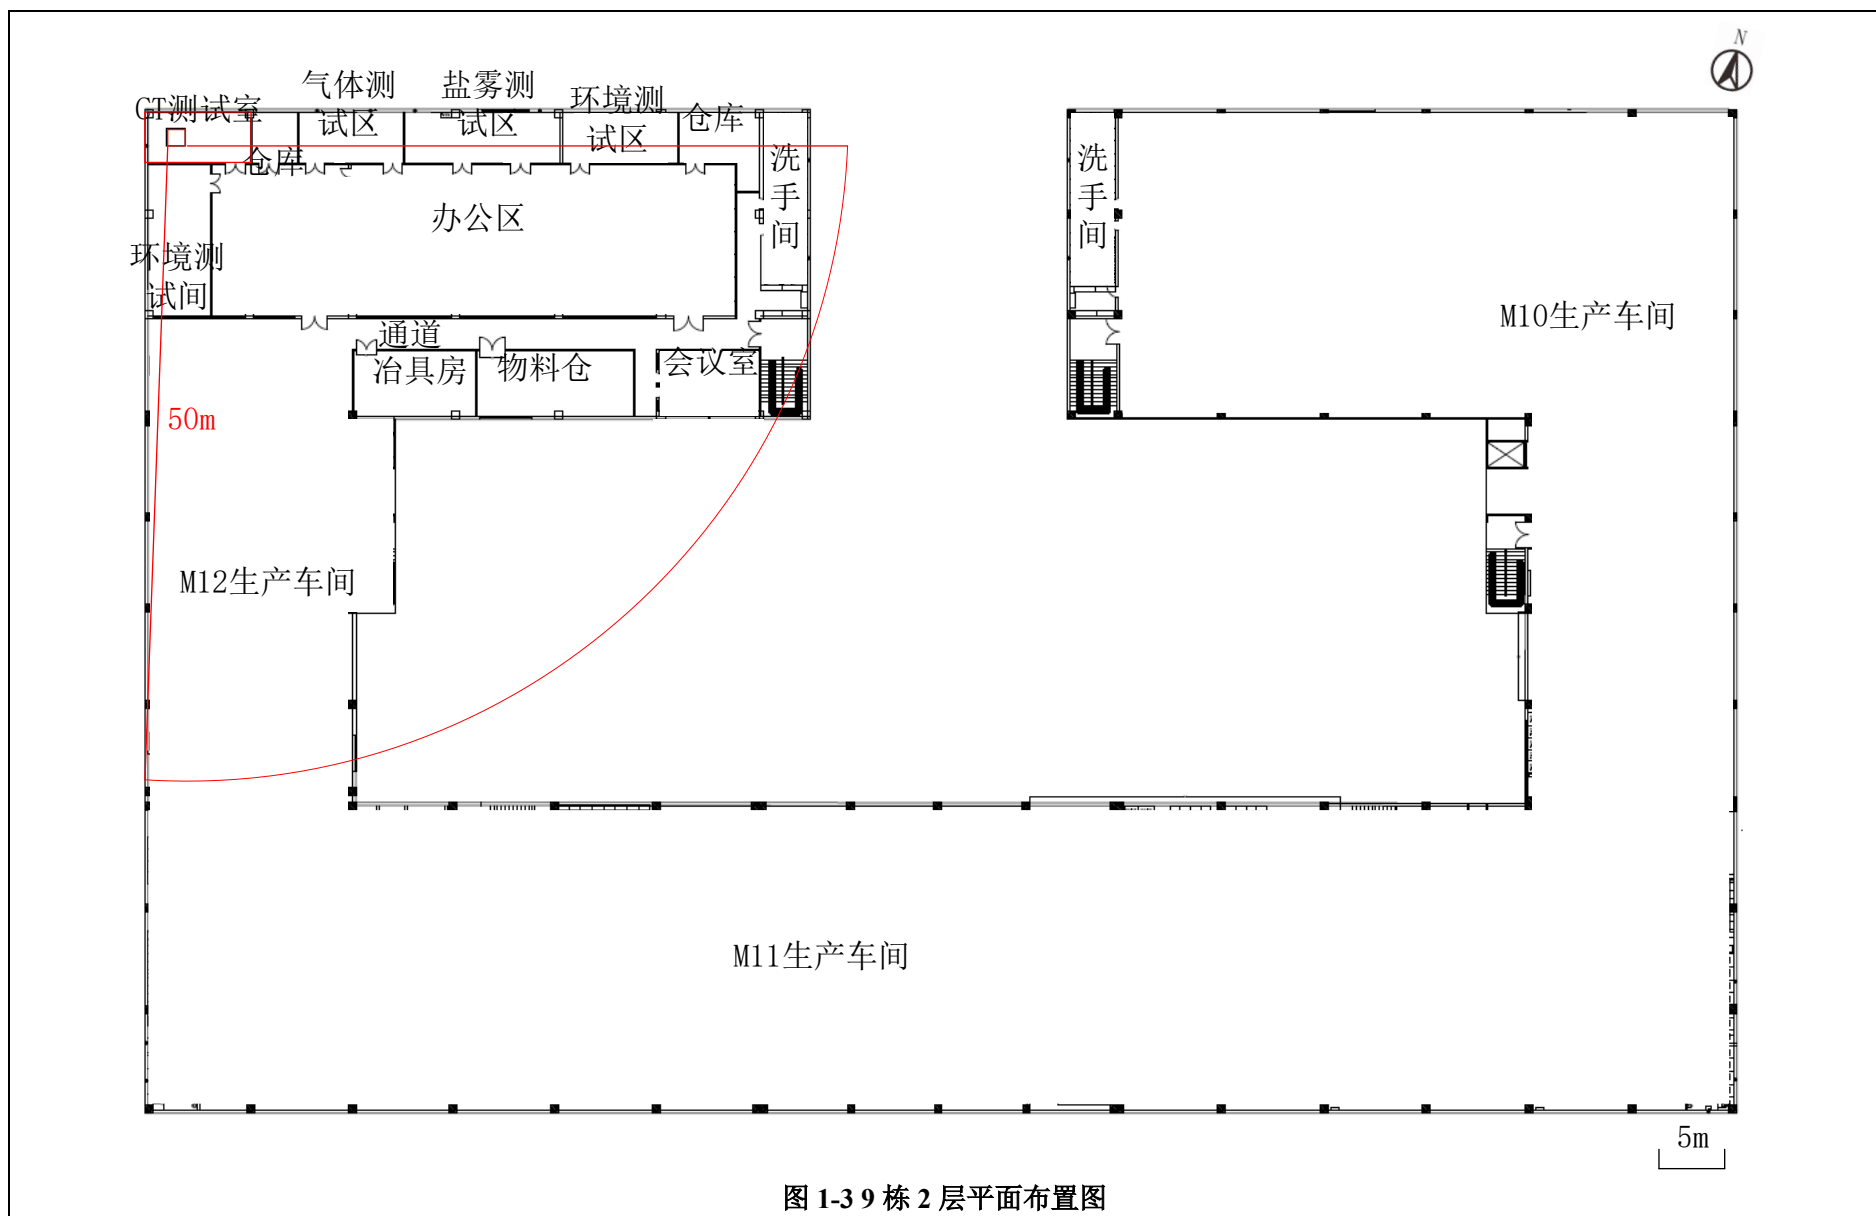 N
气体测
试区
盐雾测
试区
环境测
试区
CT测试室
仓库
仓库
洗
手
间
洗
手
间
办公区
环境测
试间
M10生产车间
通道
冶具房
物料仓
会议室
50m
M12生产车间
M11生产车间
5m
图 1-3 9 栋 2 层平面布置图